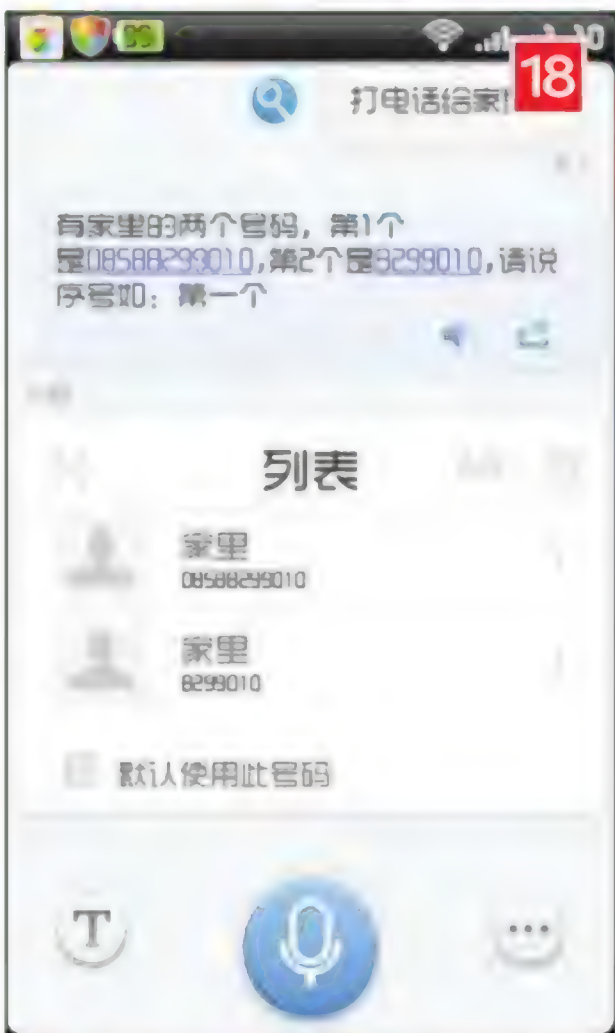 18
打电话给家
有家里的两个号码，第1个
是08588299010，第2个是8299010，请说
序号如：第一个
列表
家里
08588299010
家里
8299010
默认使用此号码
T